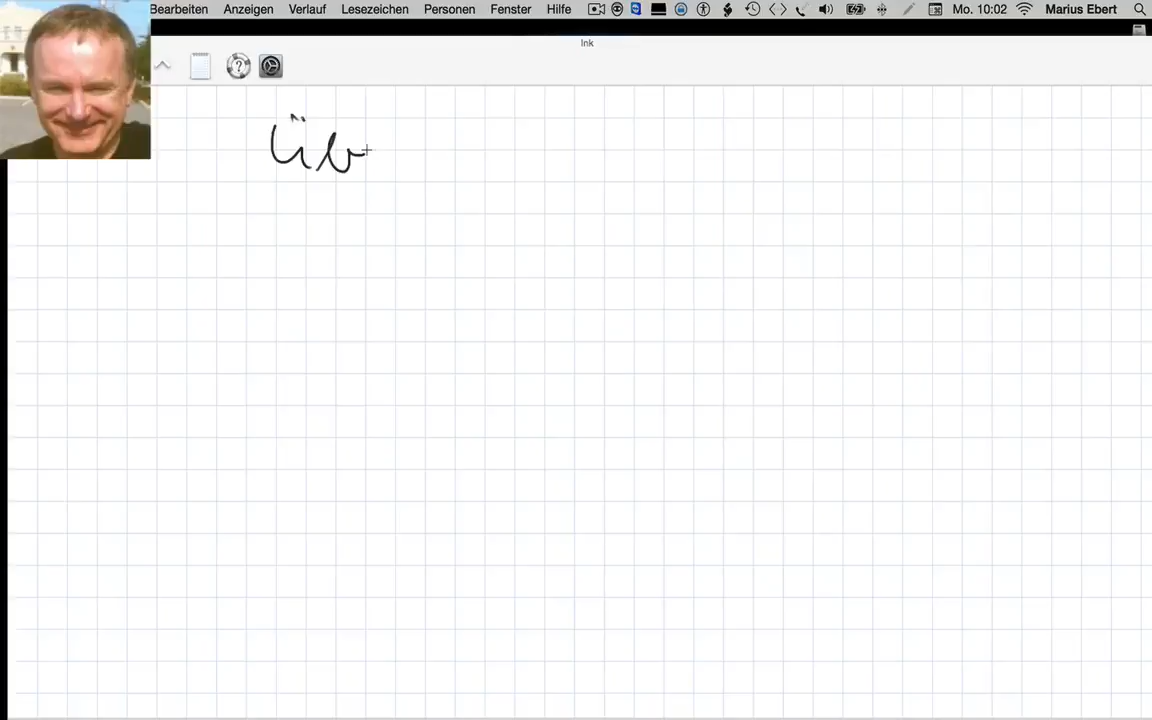 Bearbeiten Anzeigen Verlauf Lesezeichen Personen Fenster Hilfe Mo. 10:02 Marius Ebert
Ink
Üb